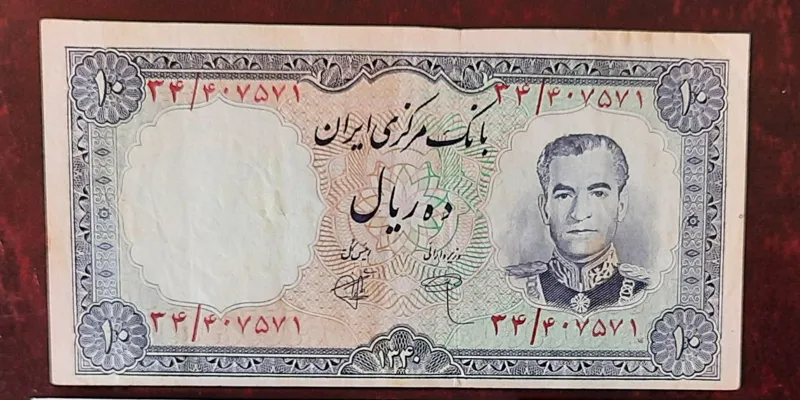 ۱۰
۳۴/۴۰۷۵۷۱
۳۴/۴۰۷۵۷۱
۱۰
بانک مرکزی ایران
ده ریال
وزیر دارائی
رئیس کل
۳۴/۴۰۷۵۷۱
۳۴/۴۰۷۵۷۱
۱۰
۱۳۴۰
۱۰